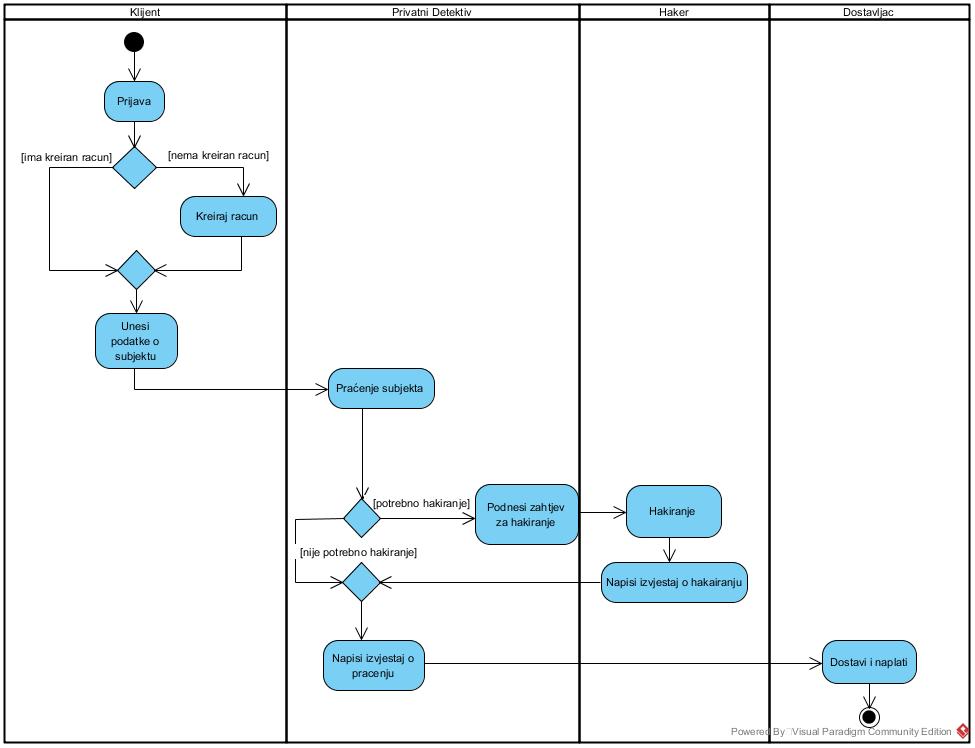 Klijent
Privatni Detektiv
Haker
Dostavljac
Prijava
[ima kreiran racun]
[nema kreiran racun]
Kreiraj racun
Unesi
podatke o
subjektu
Praćenje subjekta
[potrebno hakiranje]
Podnesi zahtjev
za hakiranje
Hakiranje
[nije potrebno hakiranje]
Napisi izvjestaj o hakairanju
Napisi izvjestaj o
pracenju
Dostavi i naplati
Powered By Visual Paradigm Community Edition